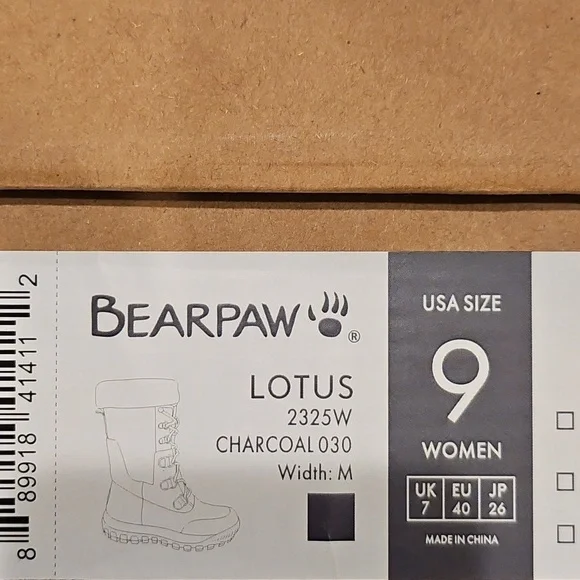 8 89918 41411 2
BEARPAW ®
LOTUS
2325W
CHARCOAL 030
Width: M
USA SIZE
9
WOMEN
UK EU JP
7 40 26
MADE IN CHINA